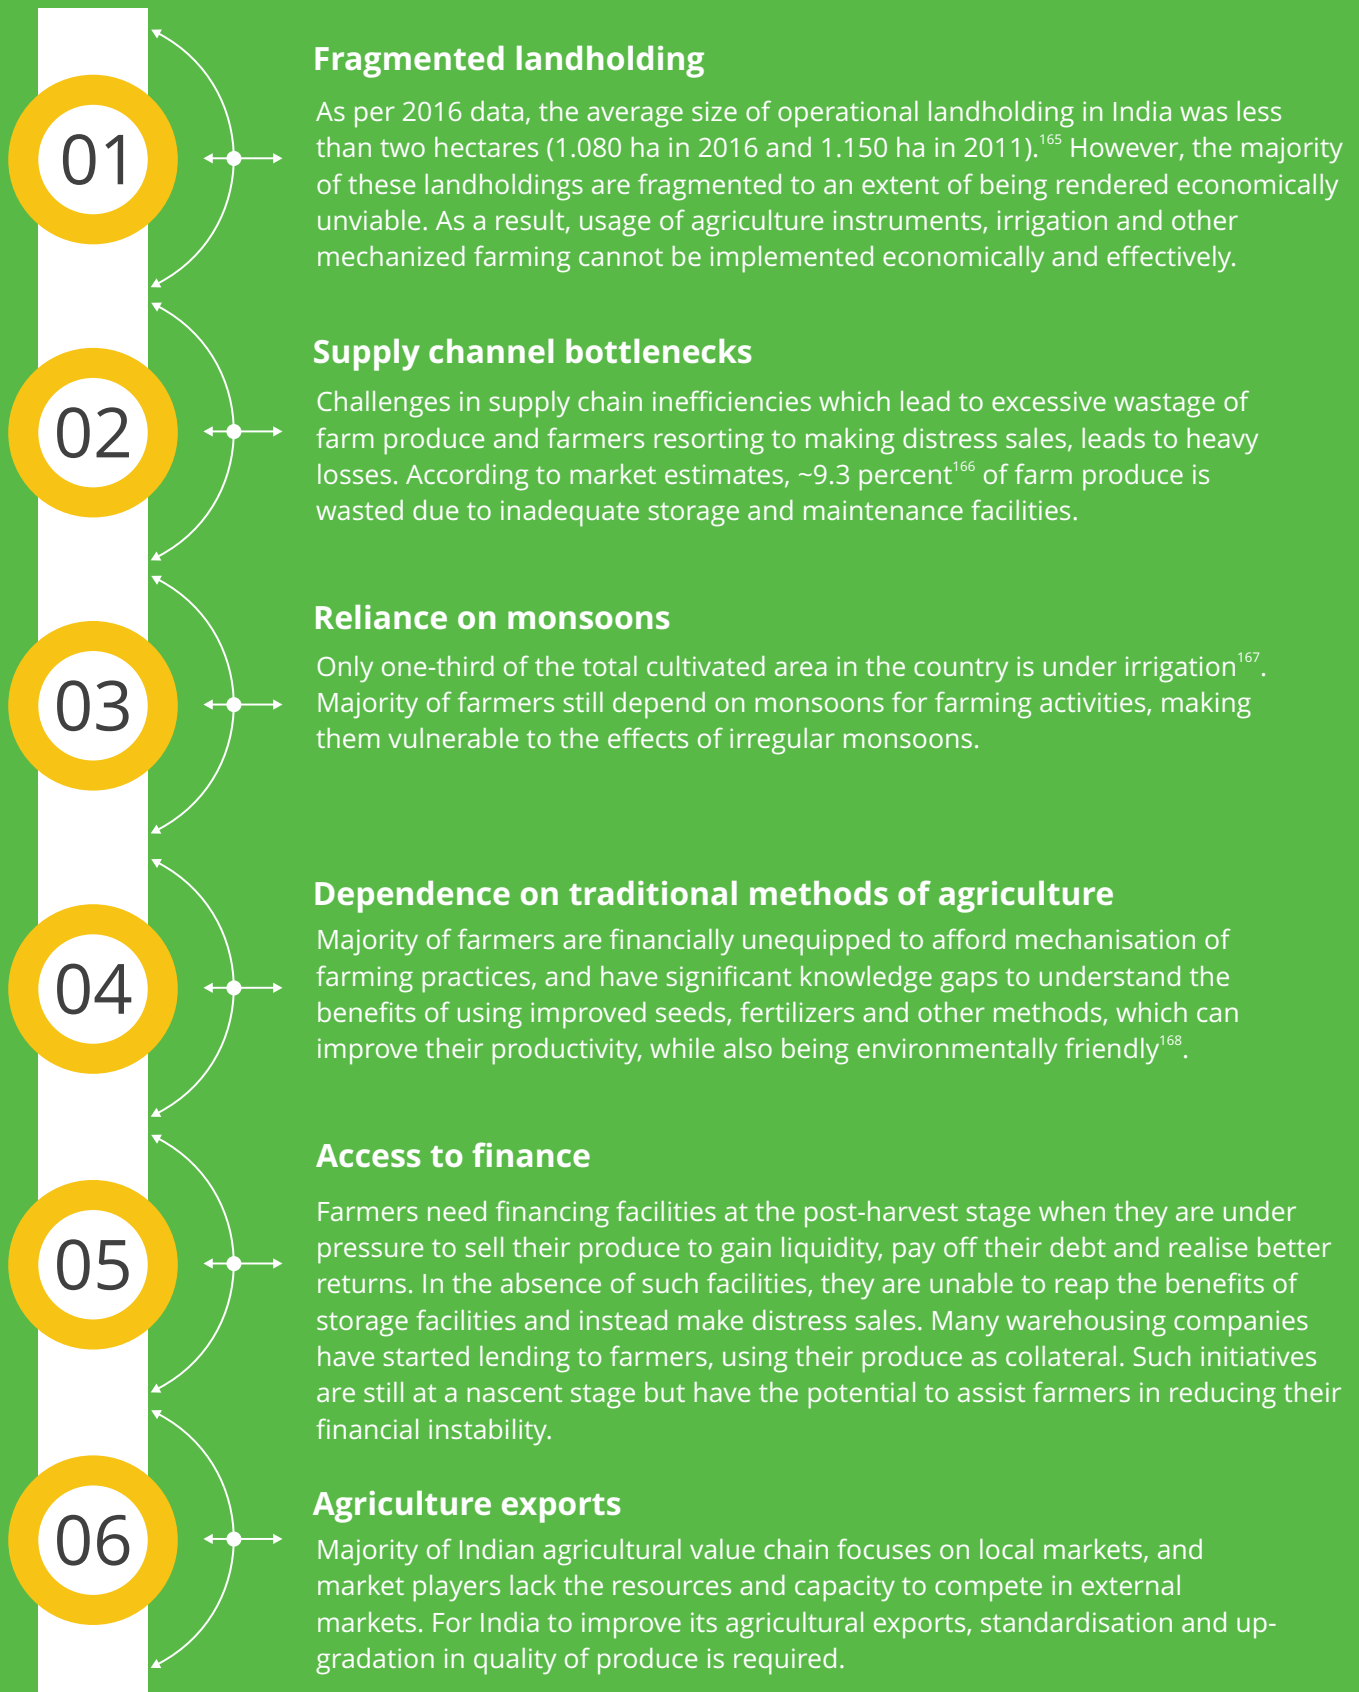 01
Fragmented landholding
As per 2016 data, the average size of operational landholding in India was less
than two hectares (1.080 ha in 2016 and 1.150 ha in 2011).165 However, the majority
of these landholdings are fragmented to an extent of being rendered economically
unviable. As a result, usage of agriculture instruments, irrigation and other
mechanized farming cannot be implemented economically and effectively.
02
Supply channel bottlenecks
Challenges in supply chain inefficiencies which lead to excessive wastage of
farm produce and farmers resorting to making distress sales, leads to heavy
losses. According to market estimates, ~9.3 percent166 of farm produce is
wasted due to inadequate storage and maintenance facilities.
03
Reliance on monsoons
Only one-third of the total cultivated area in the country is under irrigation167.
Majority of farmers still depend on monsoons for farming activities, making
them vulnerable to the effects of irregular monsoons.
04
Dependence on traditional methods of agriculture
Majority of farmers are financially unequipped to afford mechanisation of
farming practices, and have significant knowledge gaps to understand the
benefits of using improved seeds, fertilizers and other methods, which can
improve their productivity, while also being environmentally friendly168.
05
Access to finance
Farmers need financing facilities at the post-harvest stage when they are under
pressure to sell their produce to gain liquidity, pay off their debt and realise better
returns. In the absence of such facilities, they are unable to reap the benefits of
storage facilities and instead make distress sales. Many warehousing companies
have started lending to farmers, using their produce as collateral. Such initiatives
are still at a nascent stage but have the potential to assist farmers in reducing their
financial instability.
06
Agriculture exports
Majority of Indian agricultural value chain focuses on local markets, and
market players lack the resources and capacity to compete in external
markets. For India to improve its agricultural exports, standardisation and up-
gradation in quality of produce is required.